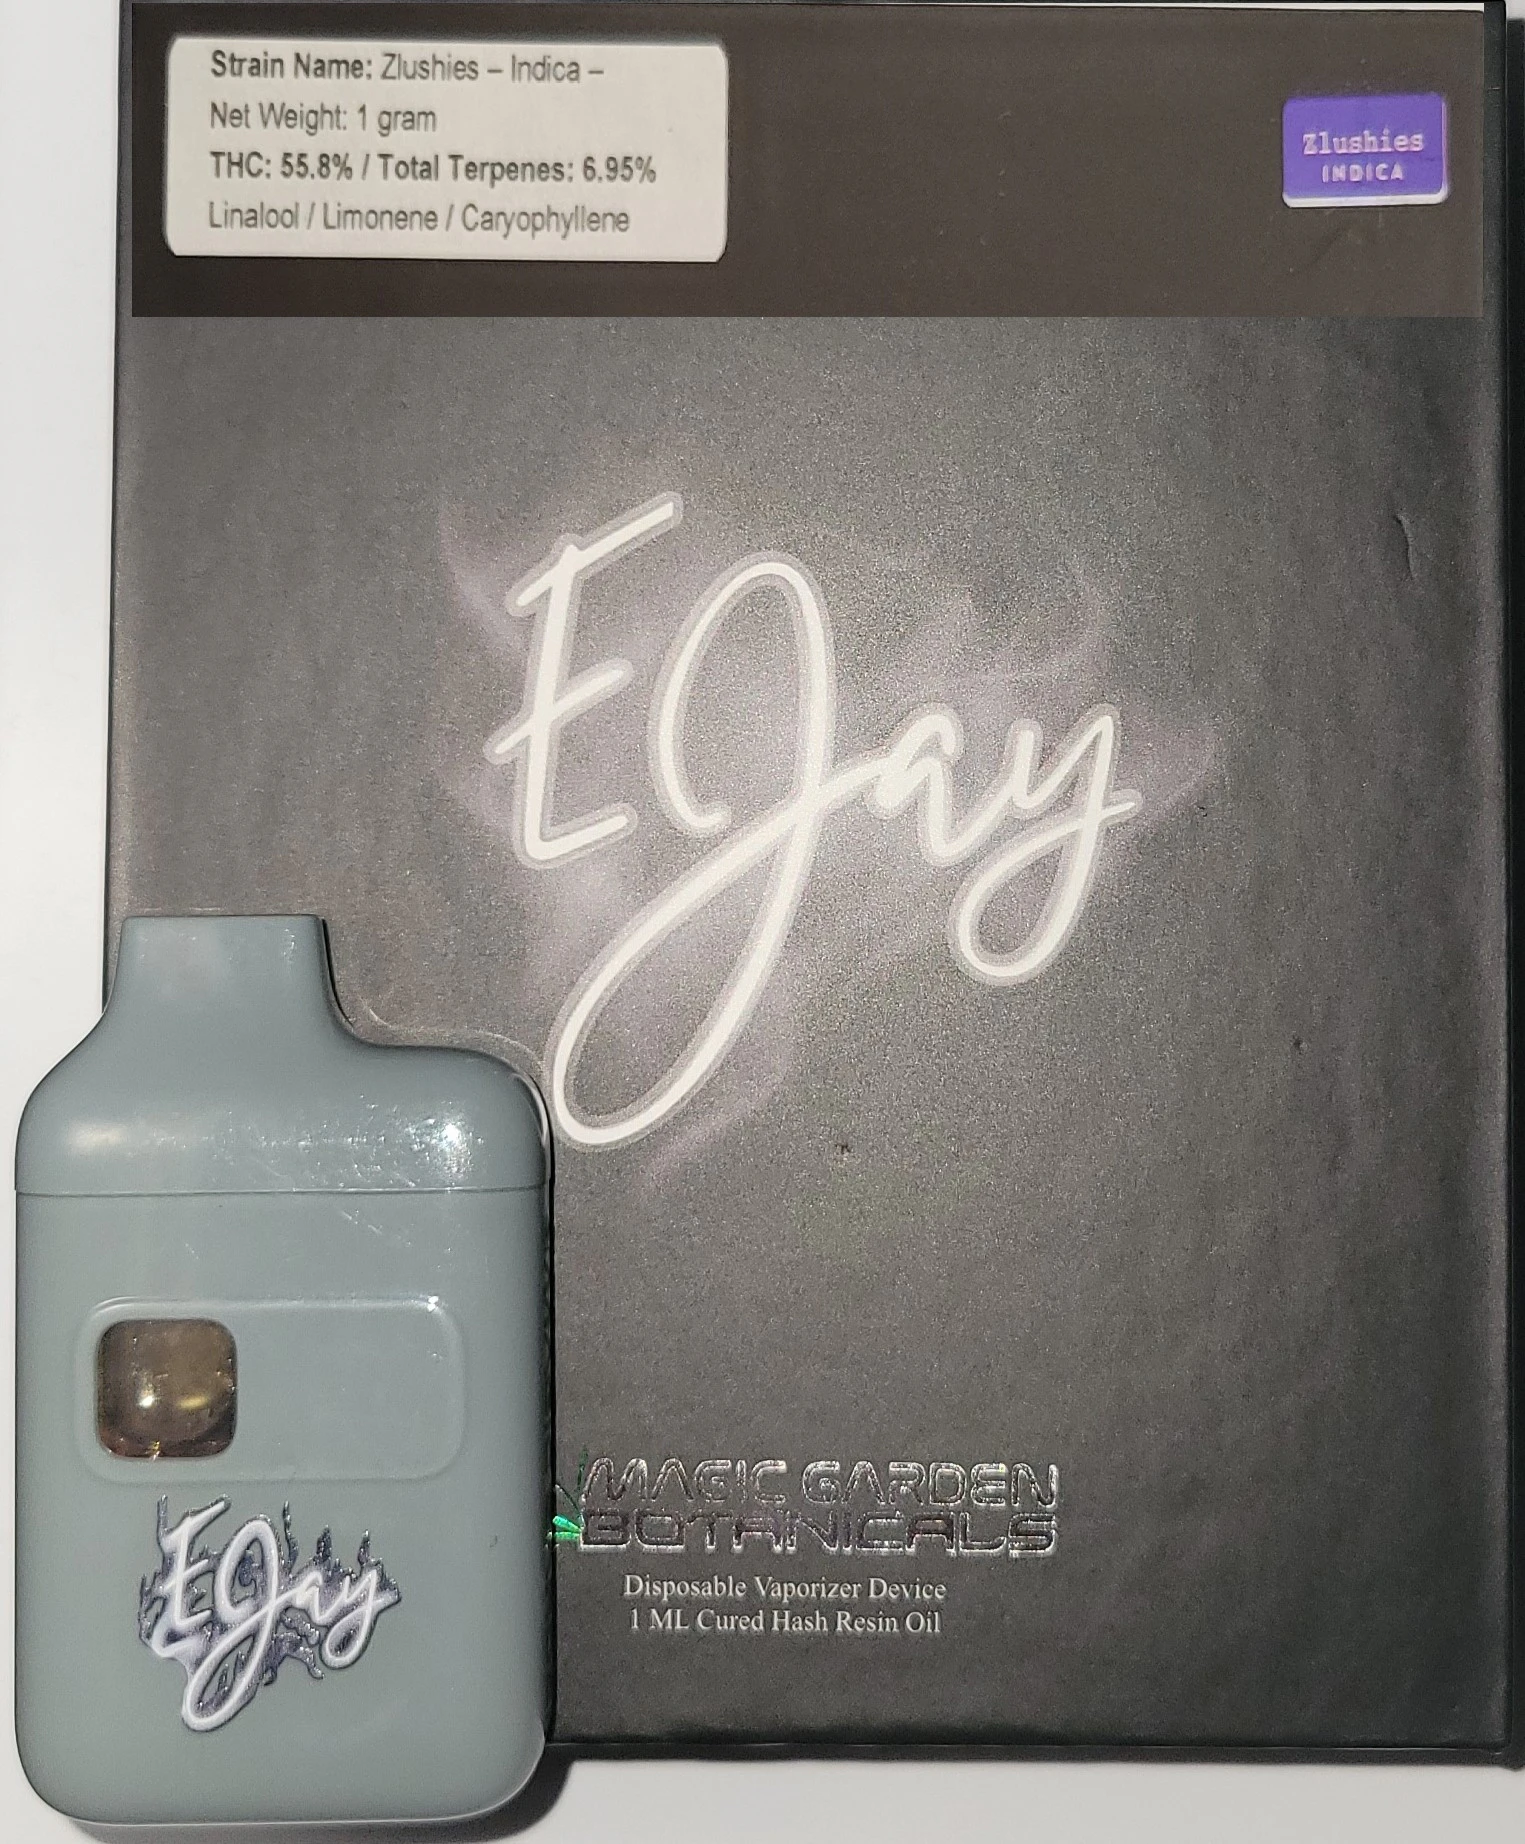 Strain Name: Zlushies – Indica –
Net Weight: 1 gram
THC: 55.8% / Total Terpenes: 6.95%
Linalool / Limonene / Caryophyllene
Zlushies
INDICA
EJay
MAGIC GARDEN
BOTANICALS
Disposable Vaporizer Device
1 ML Cured Hash Resin Oil
EJay